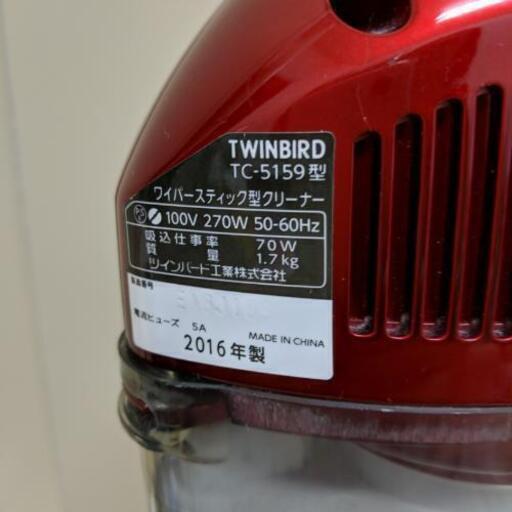 TWINBIRD
TC-5159型
ワイパースティック型クリーナー
100V 270W 50-60Hz
吸込仕事率 70W
質量 1.7kg
ツインバード工業株式会社
製造番号
電流ヒューズ 5A
MADE IN CHINA
2016年製